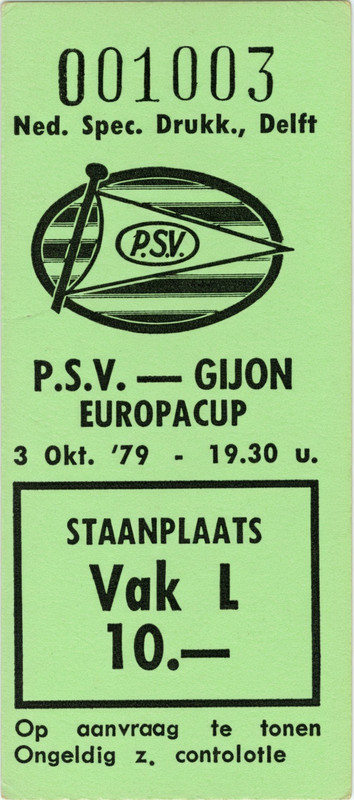 001003
Ned. Spec. Drukk., Delft
P.S.V.
P.S.V. — GIJON
EUROPACUP
3 Okt. '79 - 19.30 u.
STAANPLAATS
Vak L
10.—
Op aanvraag te tonen
Ongeldig z. contolotle